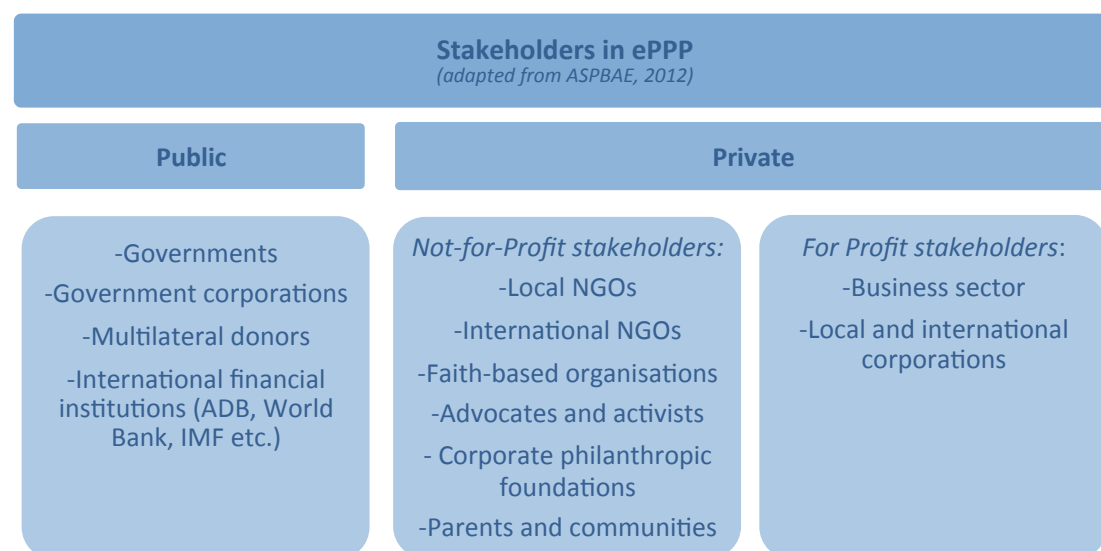 Stakeholders in ePPP
(adapted from ASPBAE, 2012)
Public
Private
-Governments
-Government corporations
-Multilateral donors
-International financial
institutions (ADB, World
Bank, IMF etc.)
Not-for-Profit stakeholders:
-Local NGOs
-International NGOs
-Faith-based organisations
-Advocates and activists
- Corporate philanthropic
foundations
-Parents and communities
For Profit stakeholders:
-Business sector
-Local and international
corporations